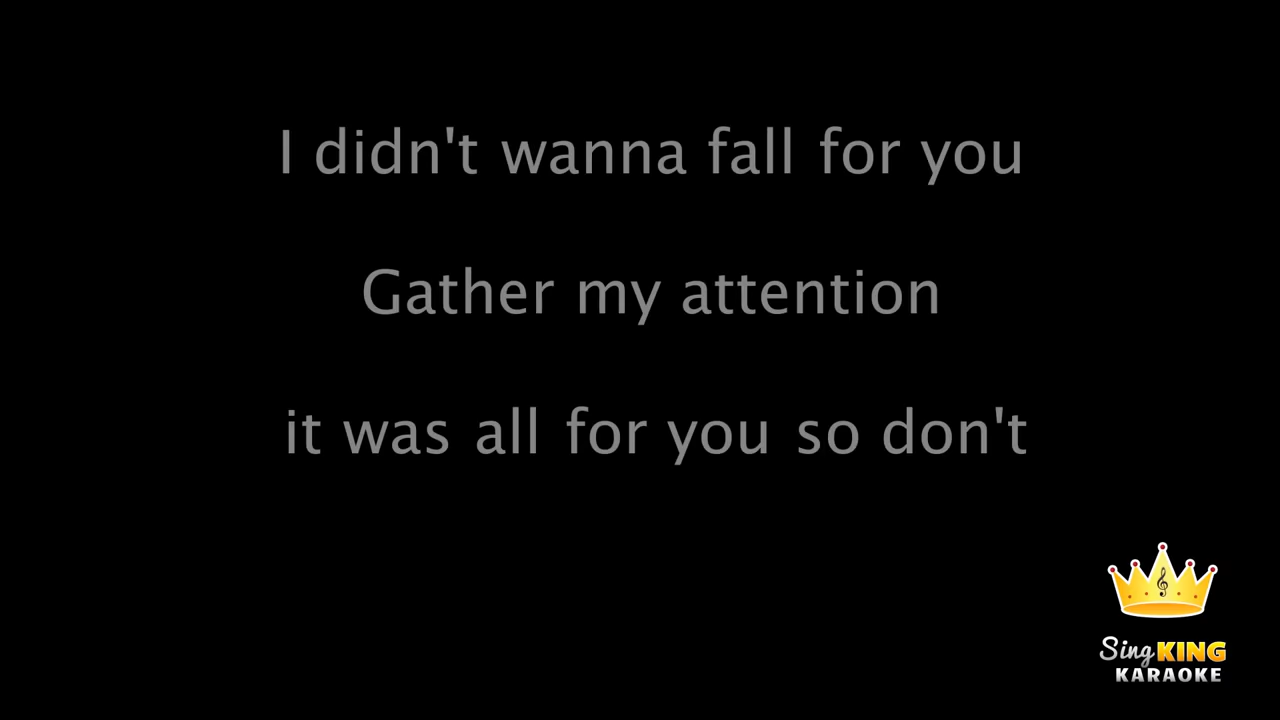 I didn't wanna fall for you
Gather my attention
it was all for you so don't
Sing KING
KARAOKE